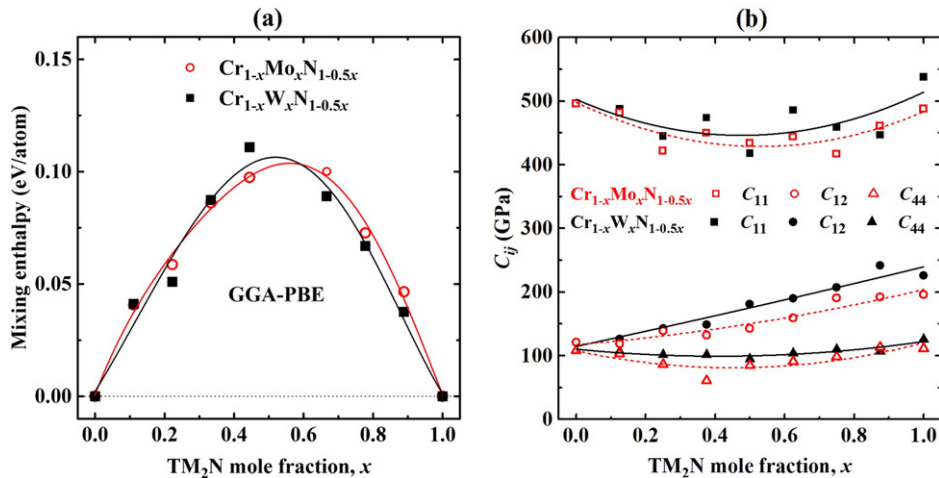 (a)
0.15
0.10
0.05
0.00
Mixing enthalpy (eV/atom)
Cr1-xMoxN1-0.5x
Cr1-xWxN1-0.5x
GGA-PBE
0.0 0.2 0.4 0.6 0.8 1.0
TM2N mole fraction, x
(b)
600
500
400
300
200
100
0
Cij (GPa)
Cr1-xMoxN1-0.5x C11 C12 C44
Cr1-xWxN1-0.5x C11 C12 C44
0.0 0.2 0.4 0.6 0.8 1.0
TM2N mole fraction, x